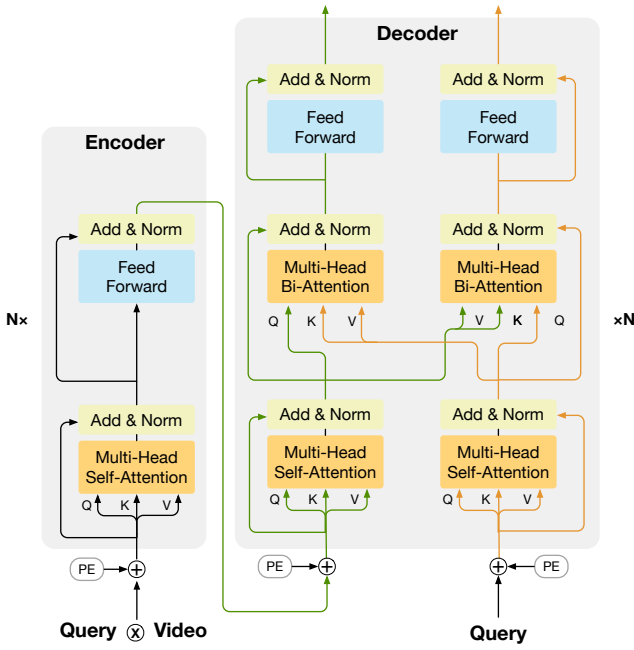 Decoder
Add & Norm
Add & Norm
Feed
Forward
Feed
Forward
Encoder
Add & Norm
Add & Norm
Add & Norm
Feed
Forward
Multi-Head
Bi-Attention
Multi-Head
Bi-Attention
N×
Q K V
V K Q
×N
Add & Norm
Add & Norm
Add & Norm
Multi-Head
Self-Attention
Multi-Head
Self-Attention
Multi-Head
Self-Attention
Q K V
Q K V
Q K V
PE
+
PE
+
+
PE
Query ⓧ Video
Query